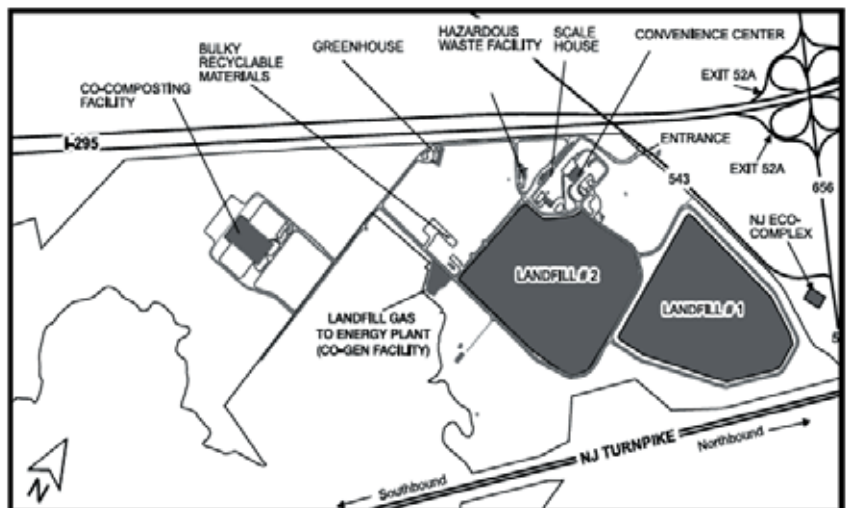 HAZARDOUS
WASTE FACILITY
SCALE
HOUSE
CONVENIENCE CENTER
BULKY
RECYCLABLE
MATERIALS
GREENHOUSE
CO-COMPOSTING
FACILITY
EXIT 52A
I-295
ENTRANCE
EXIT 52A
543
656
NJ ECO-
COMPLEX
LANDFILL # 2
LANDFILL # 1
LANDFILL GAS
TO ENERGY PLANT
(CO-GEN FACILITY)
5
NJ TURNPIKE
Northbound
Southbound
N